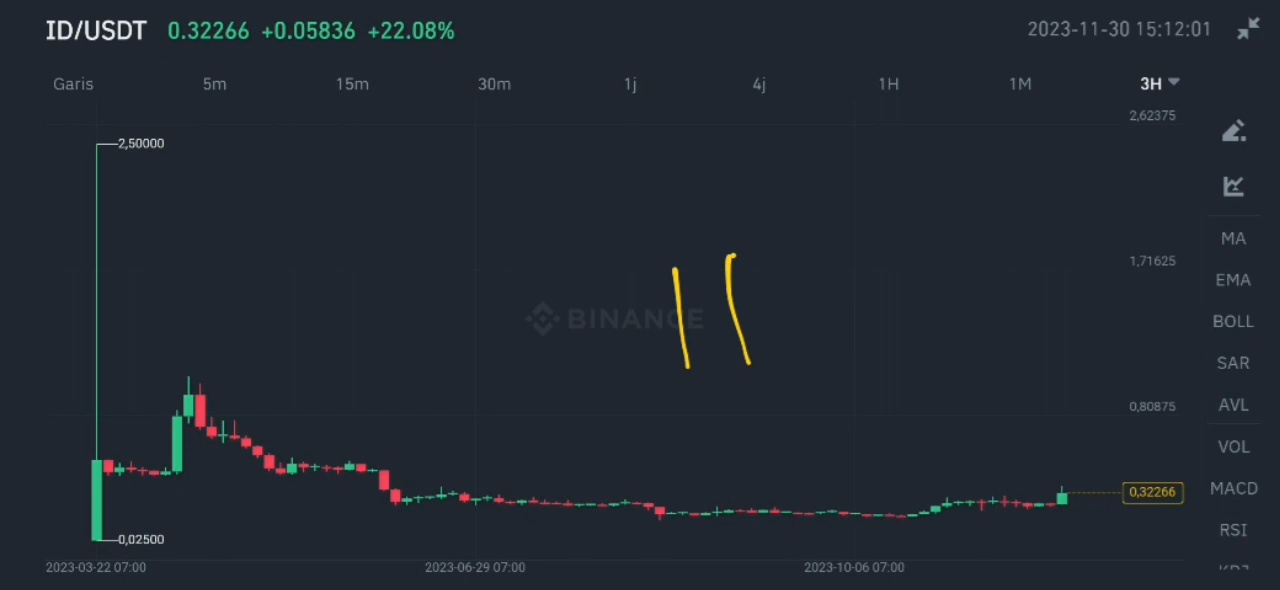 ID/USDT 0.32266 +0.05836 +22.08% 2023-11-30 15:12:01
Garis 5m 15m 30m 1j 4j 1H 1M 3H
2,62375
2,50000
MA
1,71625
EMA
BINANCE
BOLL
SAR
0,80875
AVL
VOL
0,32266
MACD
RSI
0,02500
2023-03-22 07:00 2023-06-29 07:00 2023-10-06 07:00